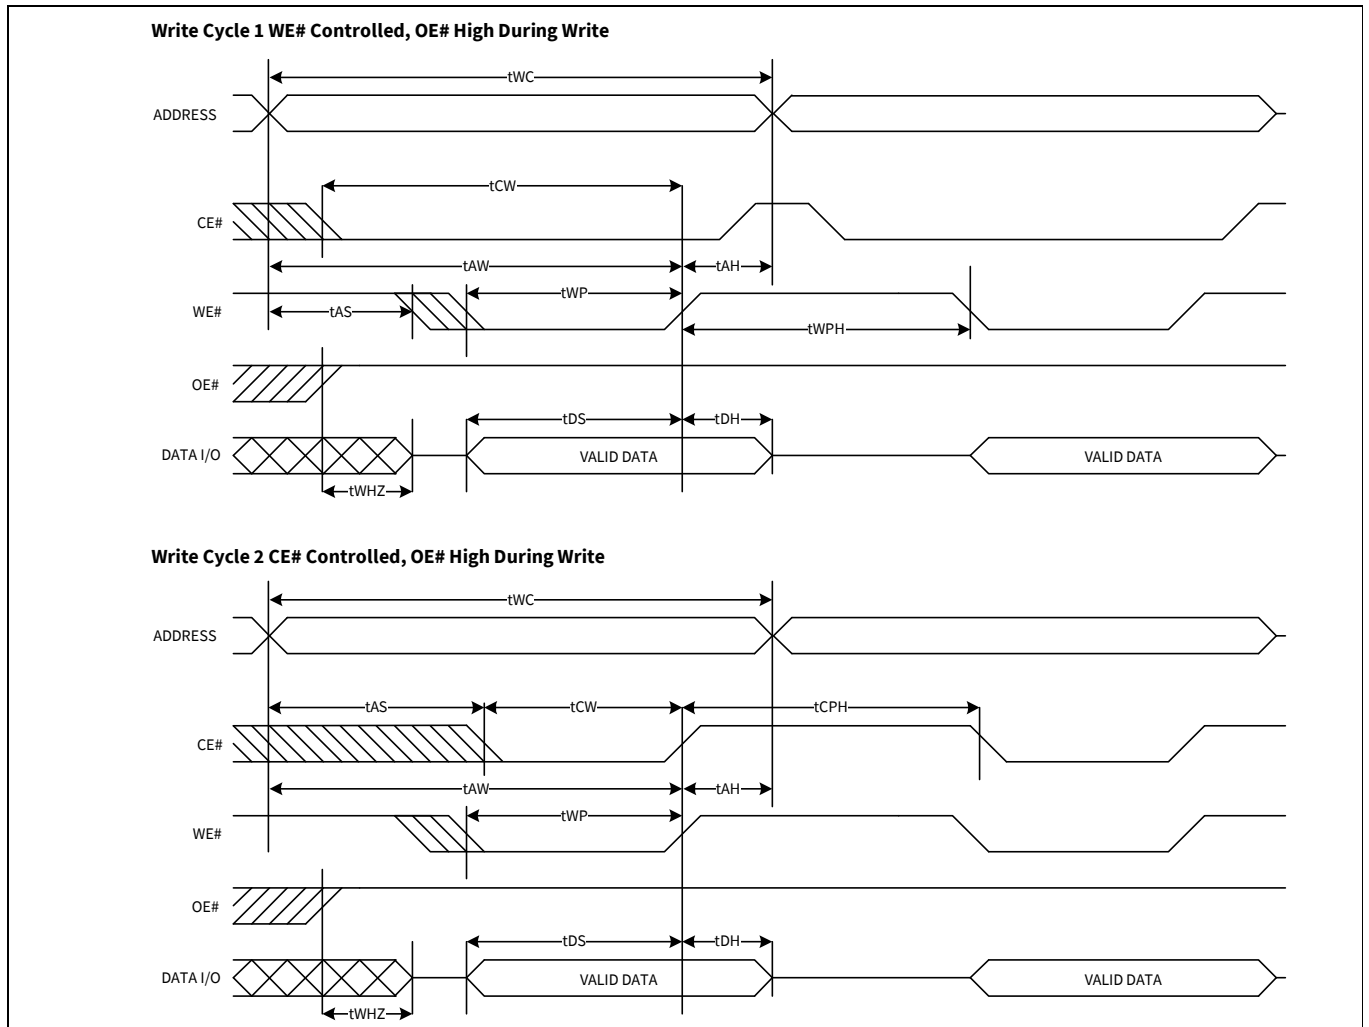 Write Cycle 1 WE# Controlled, OE# High During Write
tWC
ADDRESS
tCW
CE#
tAW
tAH
tWP
WE#
tAS
tWPH
OE#
tDS
tDH
DATA I/O
VALID DATA
VALID DATA
tWHZ
Write Cycle 2 CE# Controlled, OE# High During Write
tWC
ADDRESS
tAS
tCW
tCPH
CE#
tAW
tAH
tWP
WE#
OE#
tDS
tDH
DATA I/O
VALID DATA
VALID DATA
tWHZ